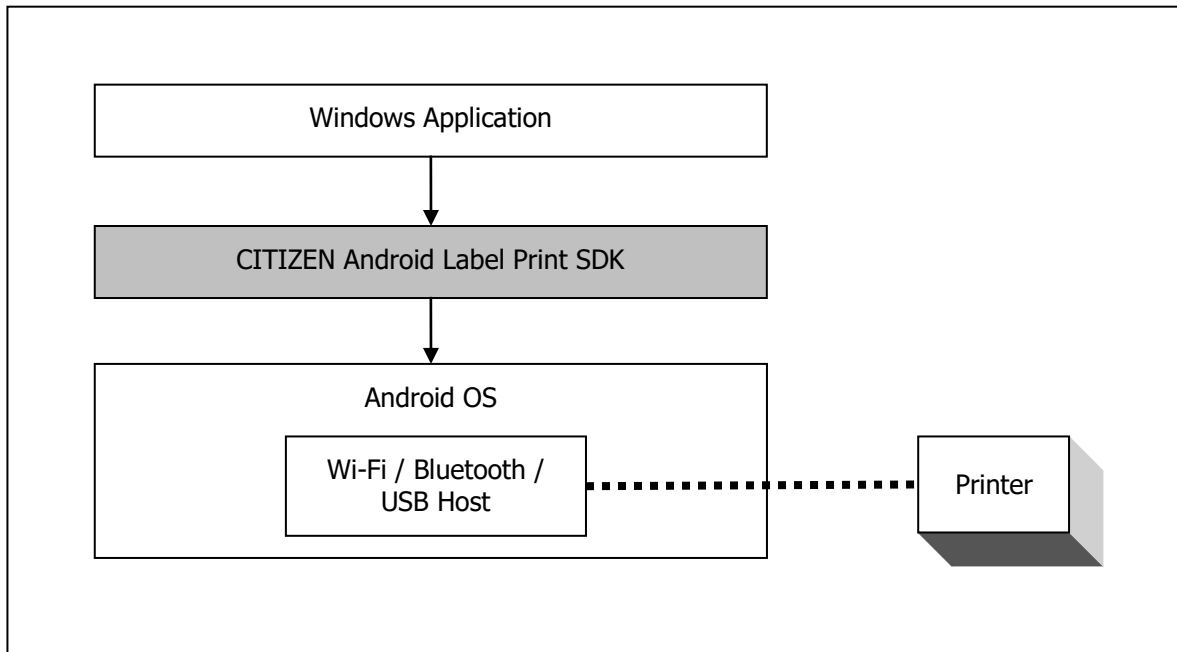 Windows Application
CITIZEN Android Label Print SDK
Android OS
Wi-Fi / Bluetooth /
USB Host
Printer